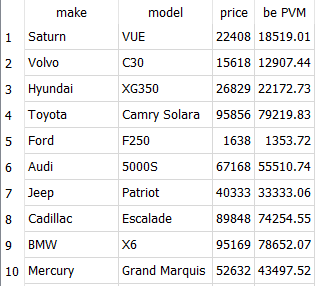 make model price be PVM
1 Saturn VUE 22408 18519.01
2 Volvo C30 15618 12907.44
3 Hyundai XG350 26829 22172.73
4 Toyota Camry Solara 95856 79219.83
5 Ford F250 1638 1353.72
6 Audi 5000S 67168 55510.74
7 Jeep Patriot 40333 33333.06
8 Cadillac Escalade 89848 74254.55
9 BMW X6 95169 78652.07
10 Mercury Grand Marquis 52632 43497.52